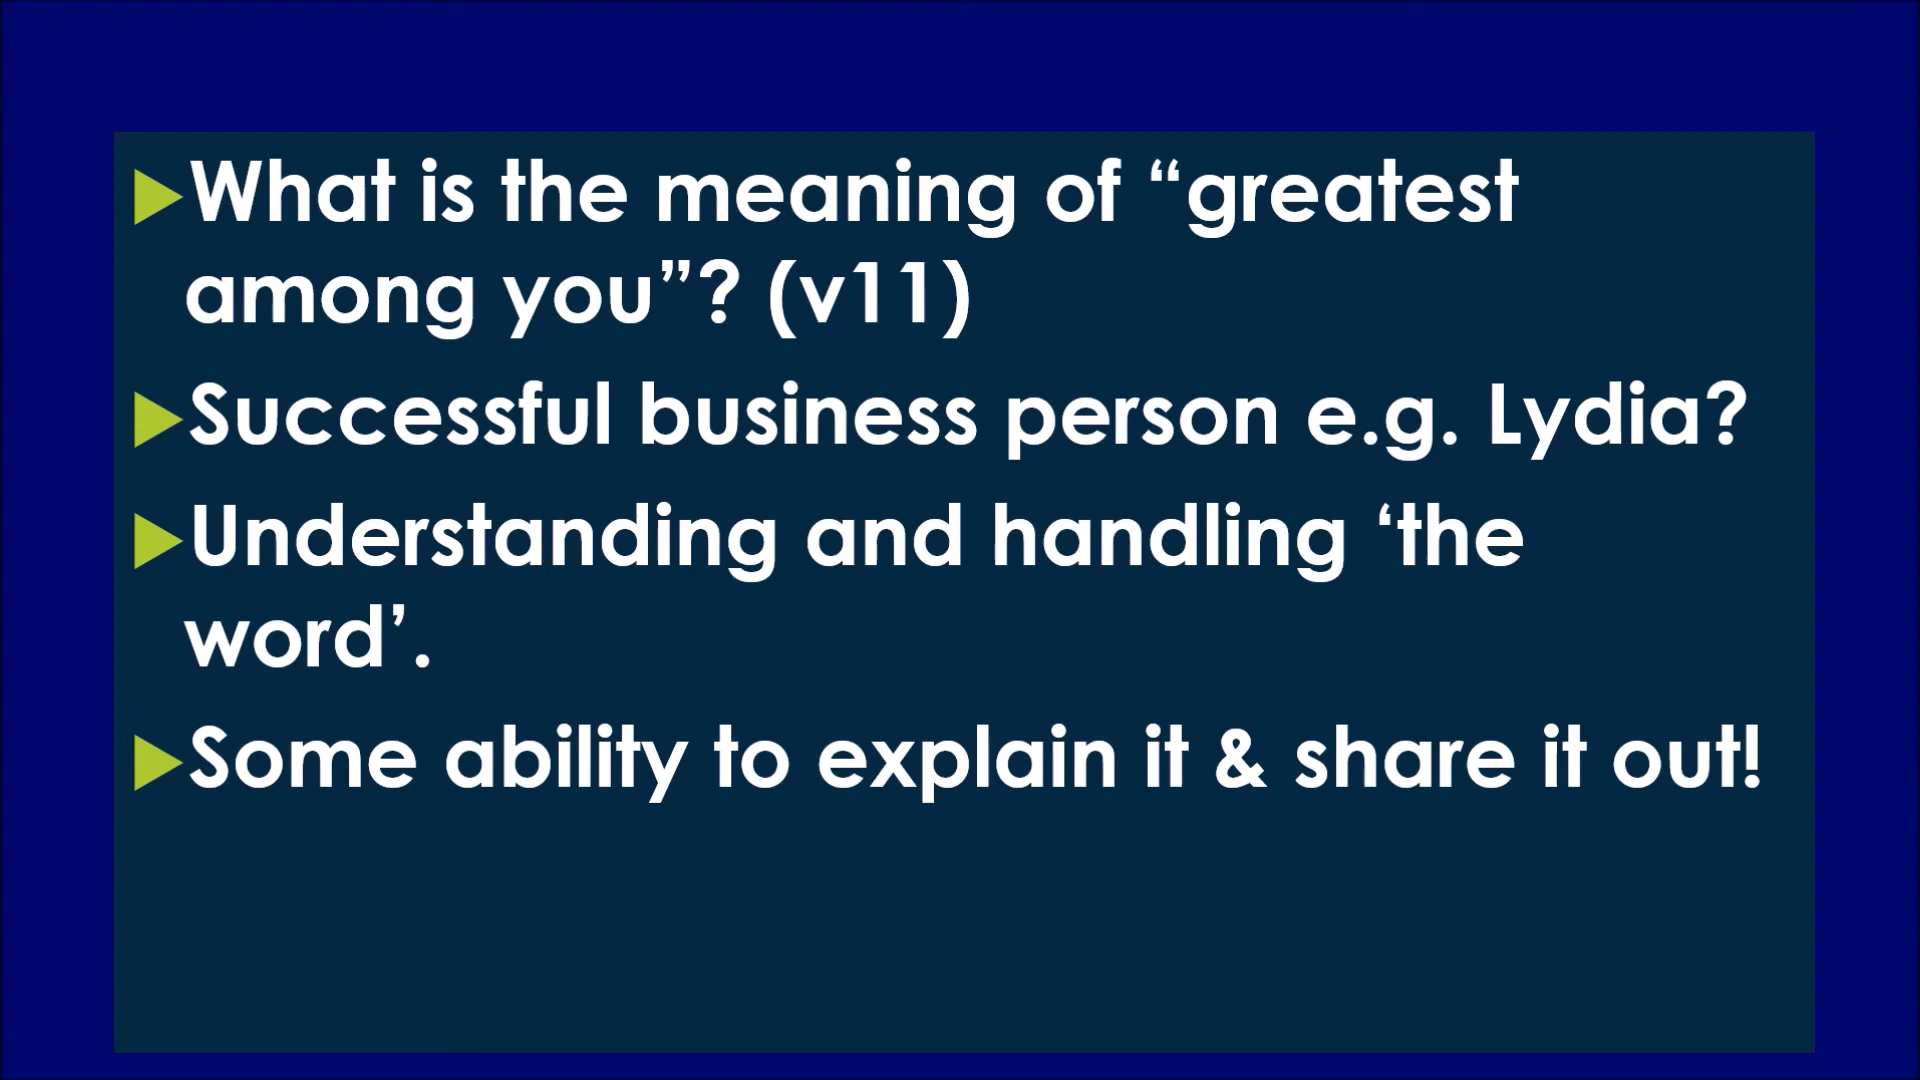 ▶What is the meaning of “greatest
among you”? (v11)
▶Successful business person e.g. Lydia?
▶Understanding and handling ‘the
word’.
▶Some ability to explain it & share it out!